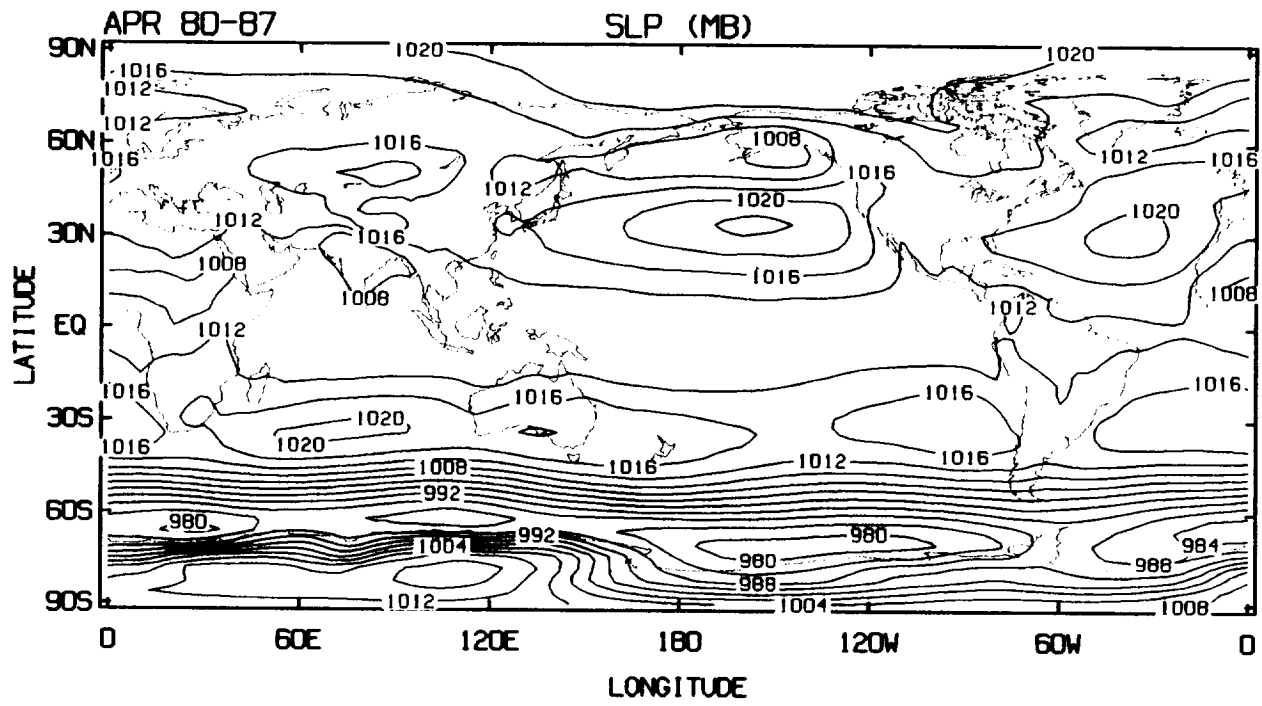 APR 80-87 SLP (MB)
90N 1020 1020
1016
1012
1012
60N 1008
1016 1016 1012 1016
1012 1016
1020 1020
1012
30N 1016
1008 1016
1008 1008
1012
EQ 1012
LATITUDE
1016 1016 1016
30S 1020
1020
1016 1016 1012 1016
1008
992
60S
980 992 980
1004 980 984
988 988
90S 1012 1004 1008
0 60E 120E 180 120W 60W 0
LONGITUDE